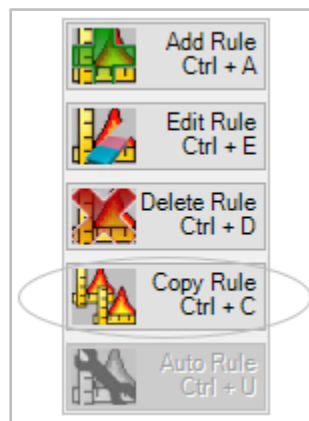 Add Rule
Ctrl + A
Edit Rule
Ctrl + E
Delete Rule
Ctrl + D
Copy Rule
Ctrl + C
Auto Rule
Ctrl + U